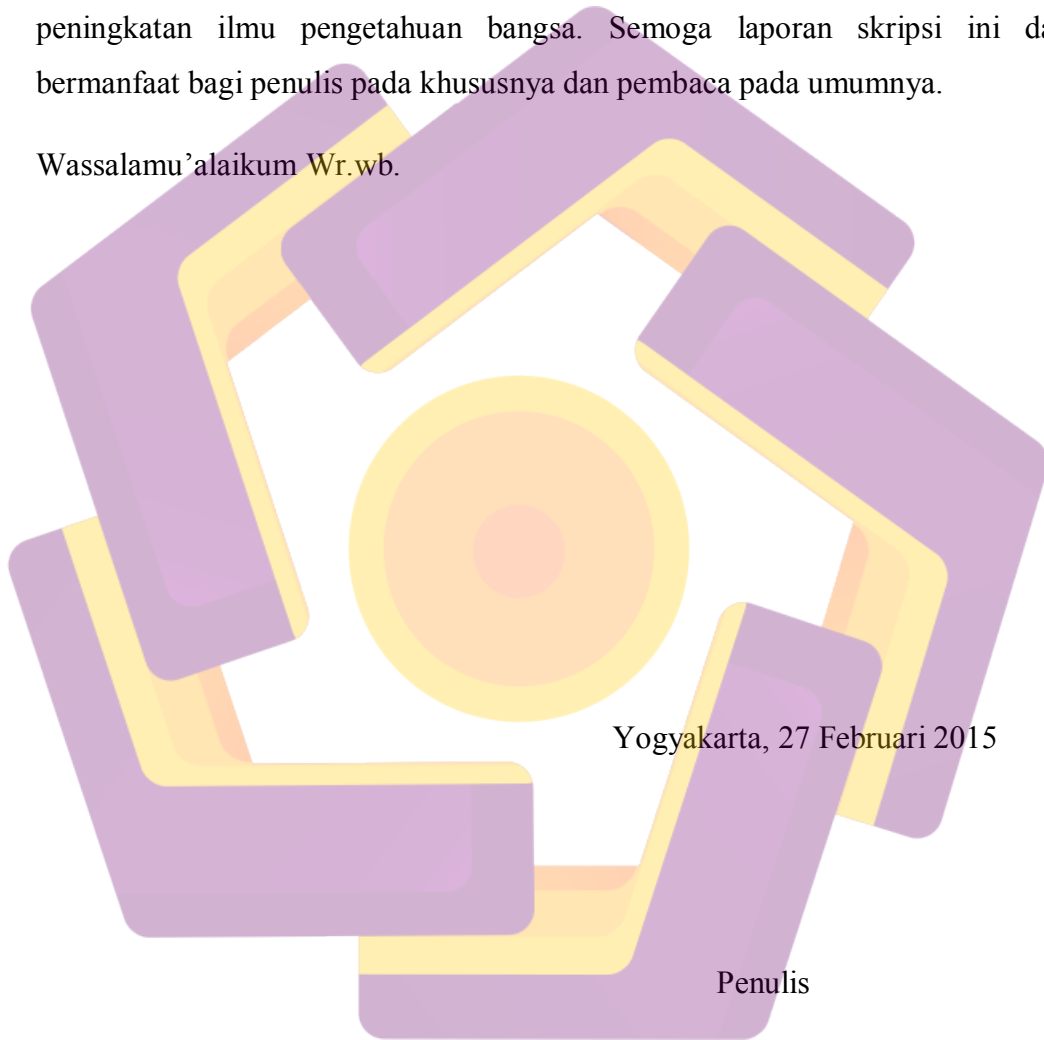 peningkatan ilmu pengetahuan bangsa. Semoga laporan skripsi ini da
bermanfaat bagi penulis pada khususnya dan pembaca pada umumnya.
Wassalamu’alaikum Wr.wb.
Yogyakarta, 27 Februari 2015
Penulis